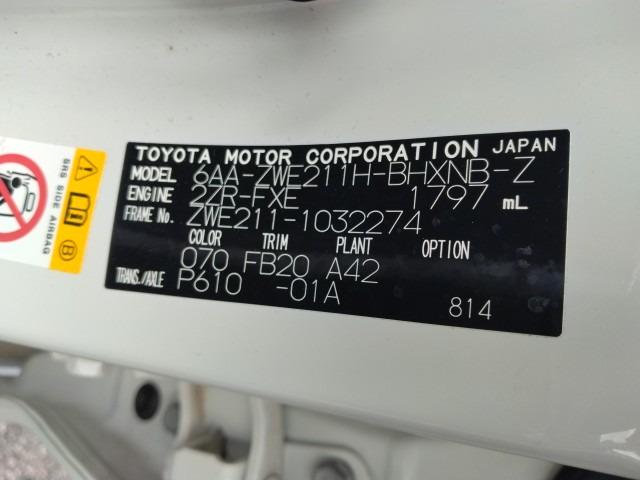 TOYOTA MOTOR CORPORATION JAPAN
MODEL 6AA-ZWE211H-BHXNB-Z
ENGINE 2ZR-FXE 1797 mL
FRAME No. ZWE211-1032274
COLOR TRIM PLANT OPTION
070 FB20 A42
TRANS./AXLE P610 -01A
814
SRS SIDE AIRBAG
B